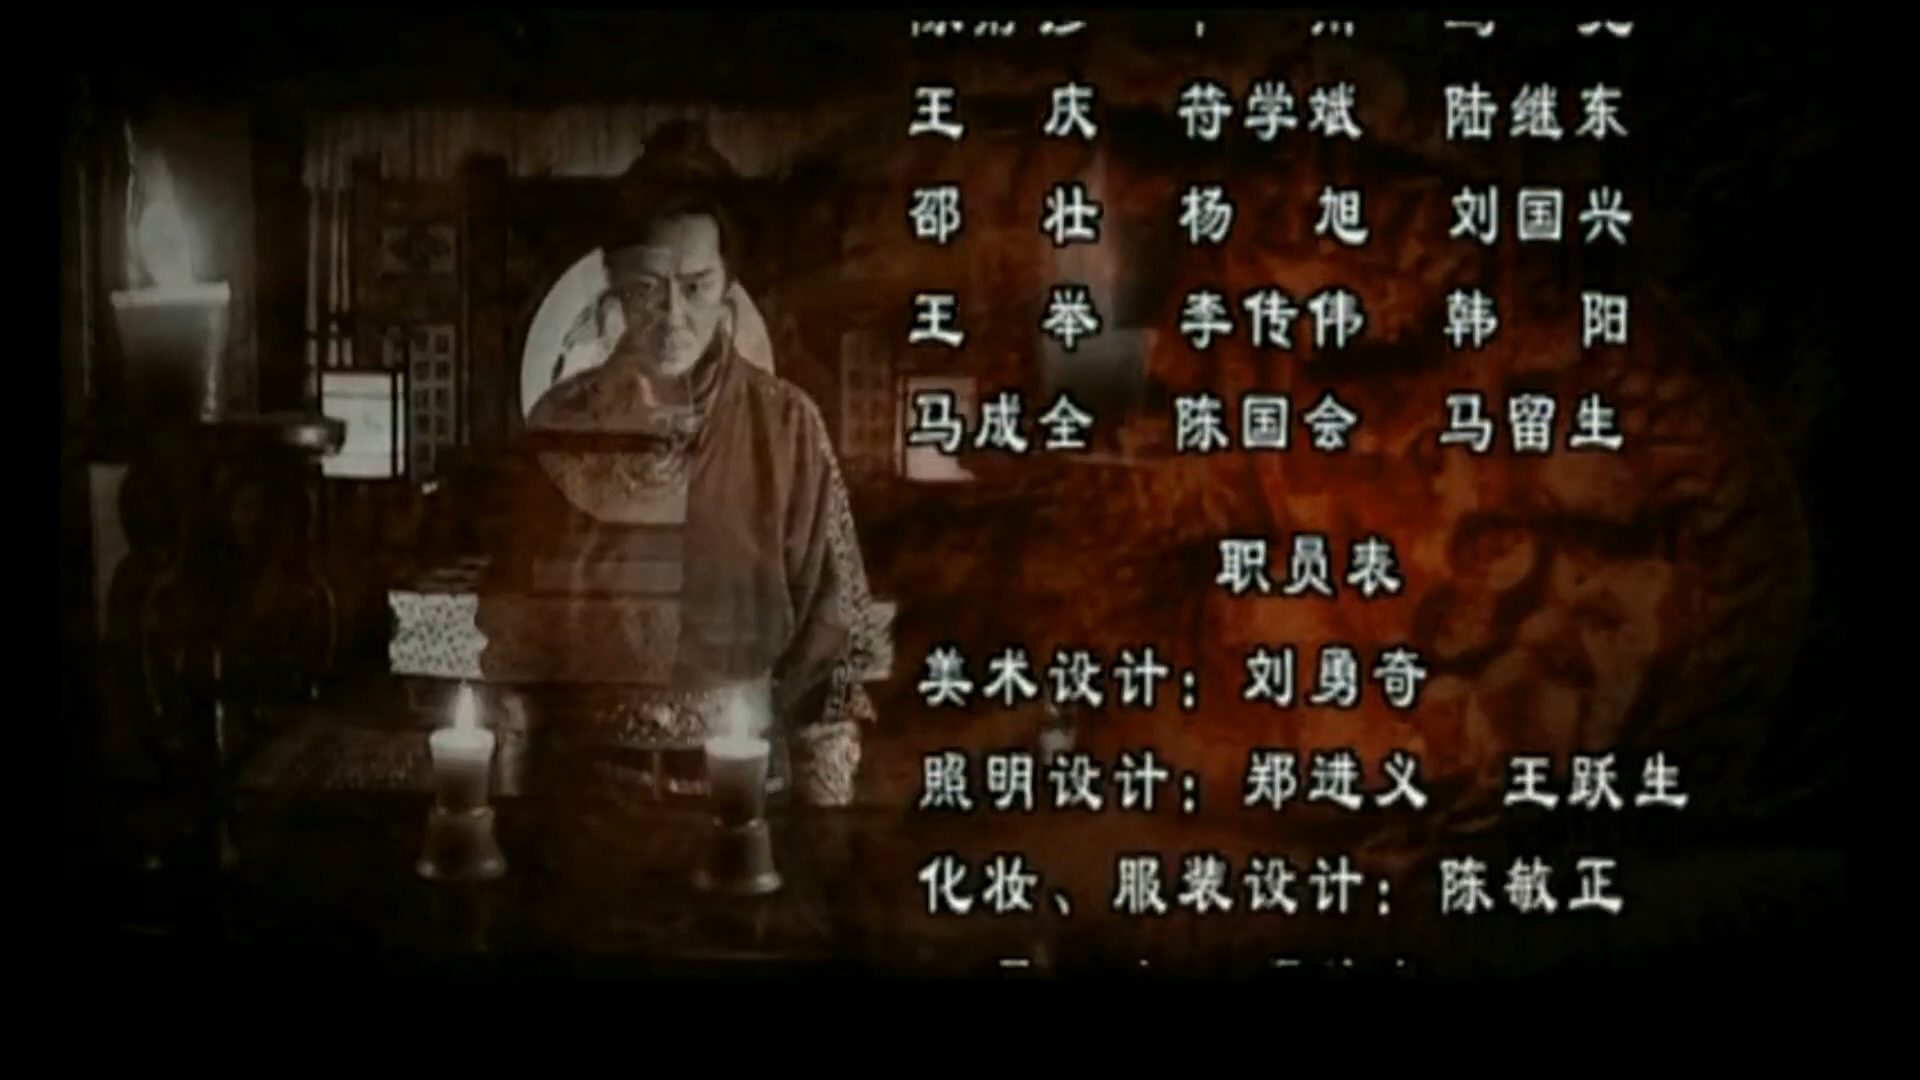 王　庆　符学斌　陆继东
邵　壮　杨　旭　刘国兴
王　举　李传伟　韩　阳
马成全　陈国会　马留生
职员表
美术设计：刘勇奇
照明设计：郑进义　王跃生
化妆、服装设计：陈敏正